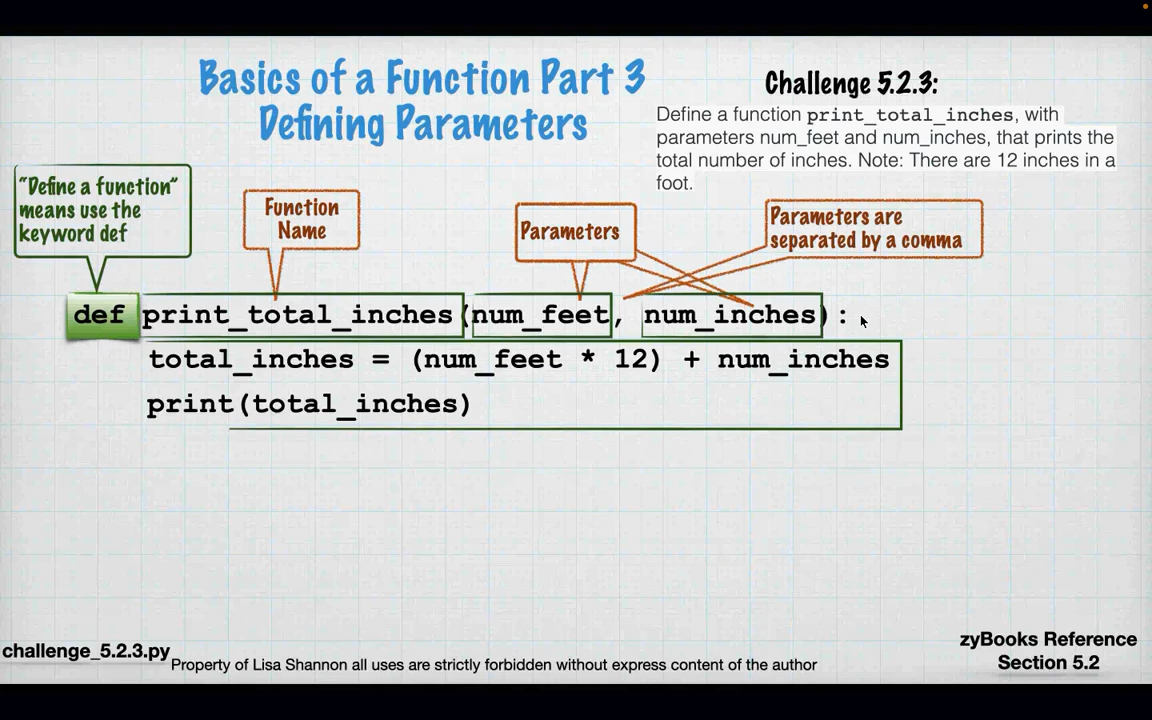 Basics of a Function Part 3
Defining Parameters
Challenge 5.2.3:
Define a function print_total_inches, with
parameters num_feet and num_inches, that prints the
total number of inches. Note: There are 12 inches in a
foot.
"Define a function"
means use the
keyword def
Function
Name
Parameters
Parameters are
separated by a comma
def print_total_inches(num_feet, num_inches):
total_inches = (num_feet * 12) + num_inches
print(total_inches)
challenge_5.2.3.py
Property of Lisa Shannon all uses are strictly forbidden without express content of the author
zyBooks Reference
Section 5.2